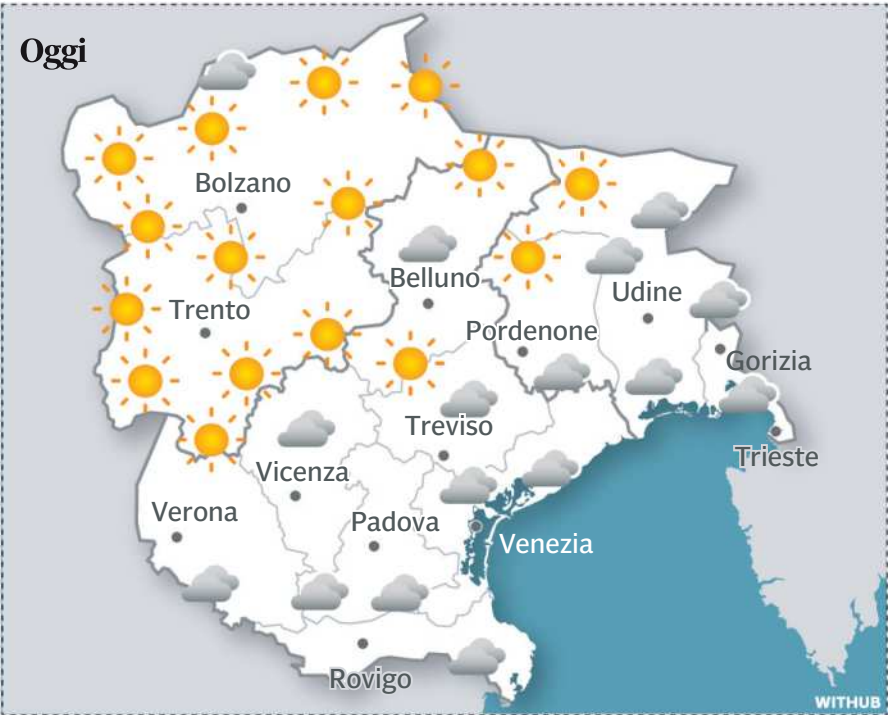 Oggi
Bolzano
Belluno
Udine
Trento
Pordenone
Gorizia
Treviso
Trieste
Vicenza
Verona
Padova
Venezia
Rovigo
WITHUB